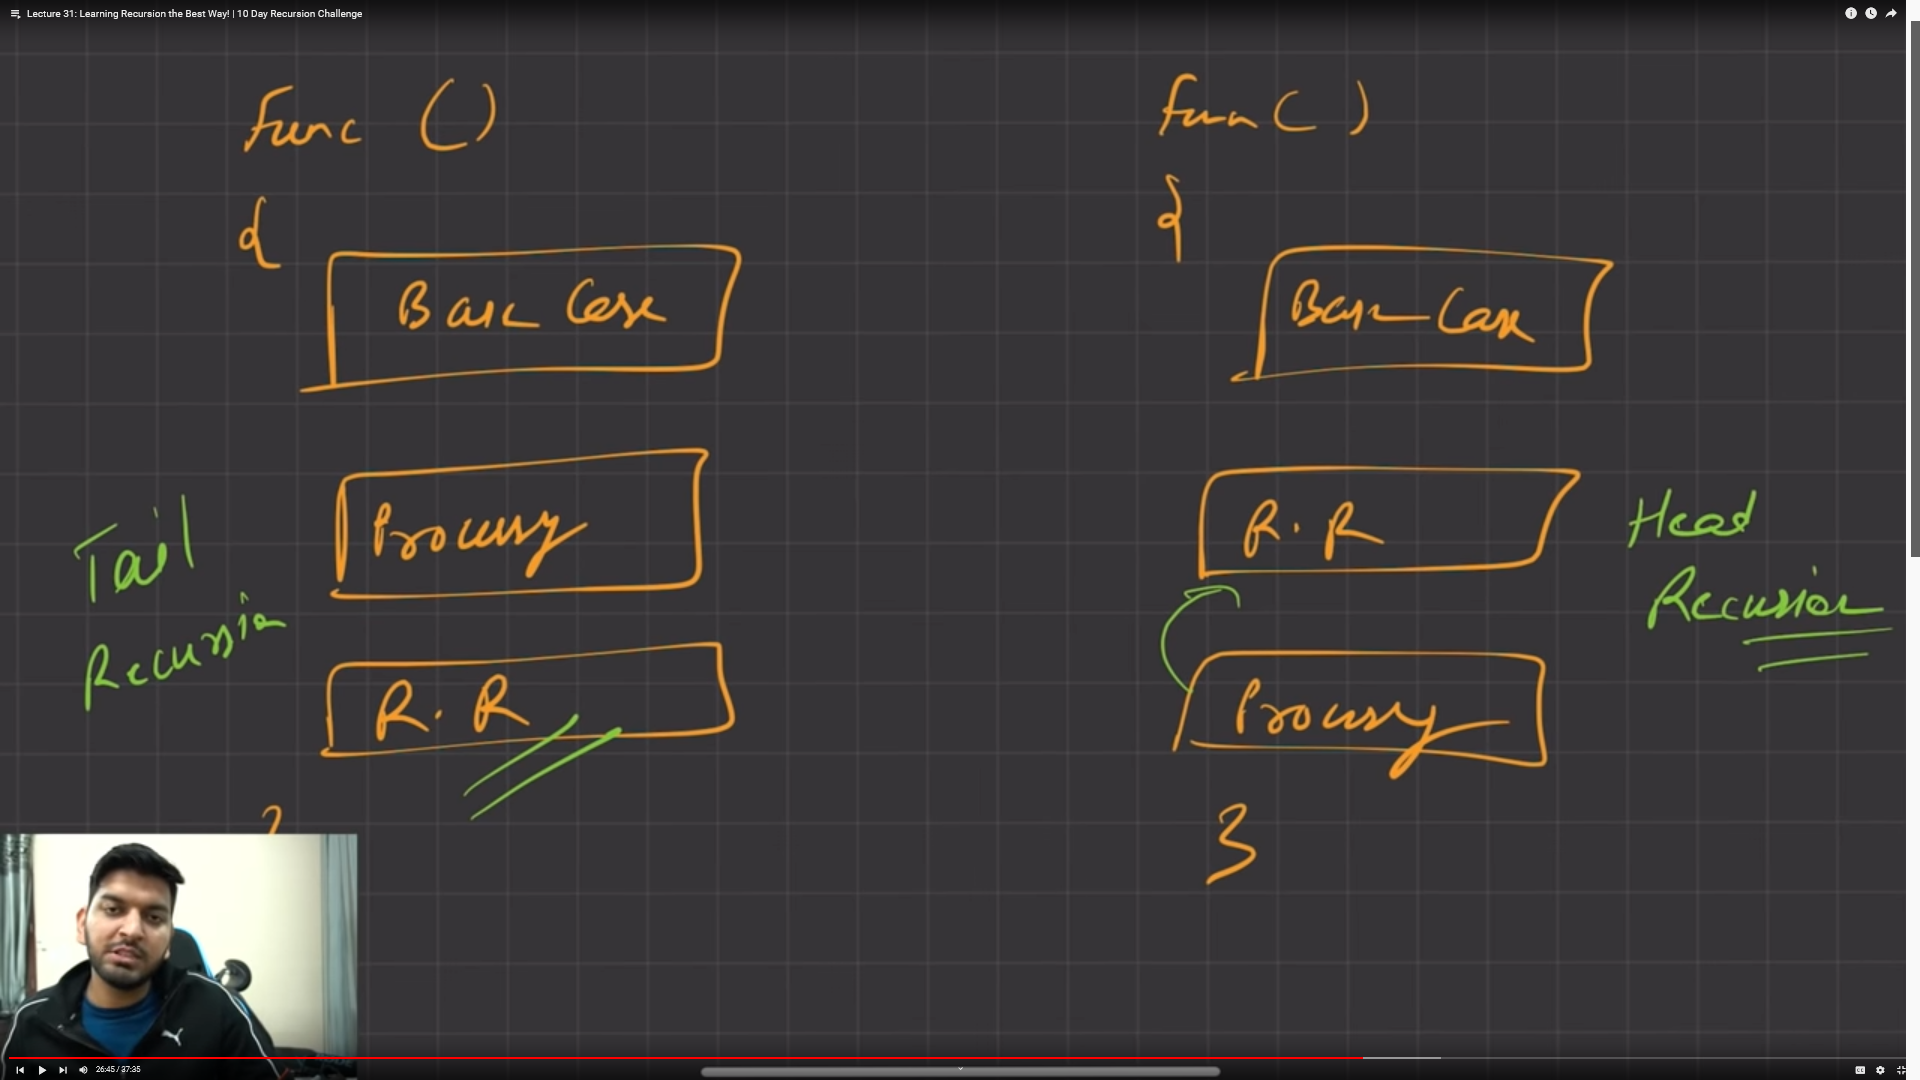 Lecture 31: Learning Recursion the Best Way! | 10 Day Recursion Challenge
Func ()
{
Base Case
Processing
R.R
Tail
Recursion
Func ( )
{
Base Case
R.R
Processing
}
Head
Recursion
26:45 / 37:35